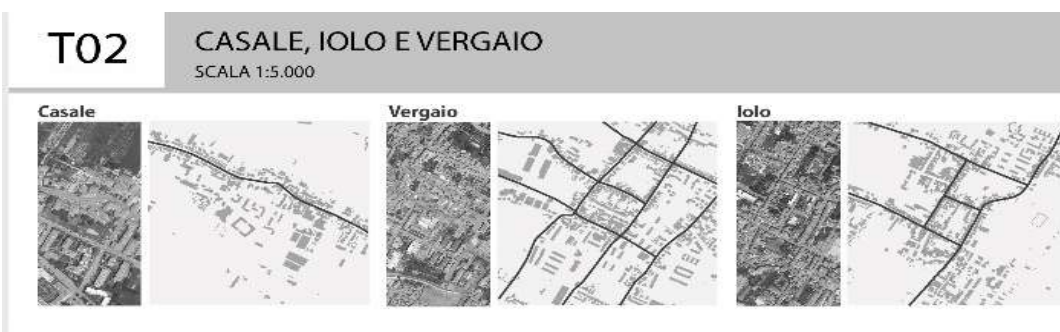 T02
CASALE, IOLO E VERGAIO
SCALA 1:5.000
Casale
Vergaio
Iolo